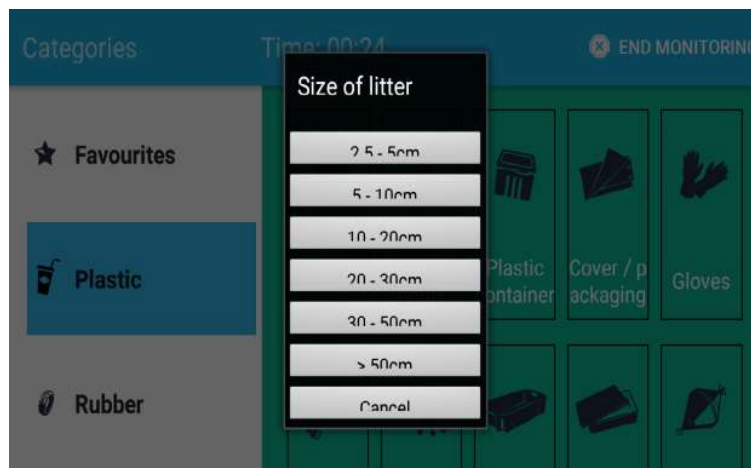 Categories
Time: 00:24
END MONITORING
Size of litter
2.5 - 5cm
5 - 10cm
10 - 20cm
20 - 30cm
30 - 50cm
> 50cm
Cancel
Favourites
Plastic
Rubber
Plastic
ontainer
Cover / p
ackaging
Gloves